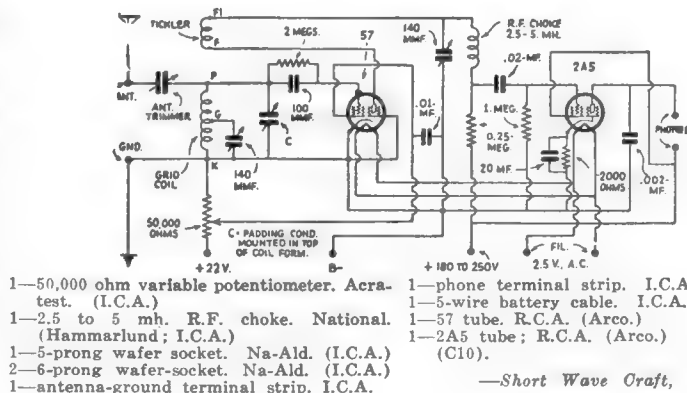 TICKLER
F1
F
2 MEGS.
57
140
MMF.
R.F. CHOKE
2.5-5. MH.
.02-MF.
2A5
ANT.
ANT.
TRIMMER
P
G
K
100
MMF.
C
.01-
MF.
1. MEG.
0.25-
MEG.
20 MF.
2000
OHMS
.002-
MF.
GND.
GRID
COIL
140
MMF.
50,000
OHMS
C= PADDING COND.
MOUNTED IN TOP
OF COIL FORM.
+22V.
B-
+180 TO 250V
FIL.
2.5 V., A.C.
1—50,000 ohm variable potentiometer. Acra-
test. (I.C.A.)
1—2.5 to 5 mh. R.F. choke. National.
(Hammarlund; I.C.A.)
1—5-prong wafer socket. Na-Ald. (I.C.A.)
2—6-prong wafer-socket. Na-Ald. (I.C.A.)
1—antenna-ground terminal strip. I.C.A.
1—phone terminal strip. I.C.A
1—5-wire battery cable. I.C.A
1—57 tube. R.C.A. (Arco.)
1—2A5 tube; R.C.A. (Arco.)
(C10).
—Short Wave Craft,